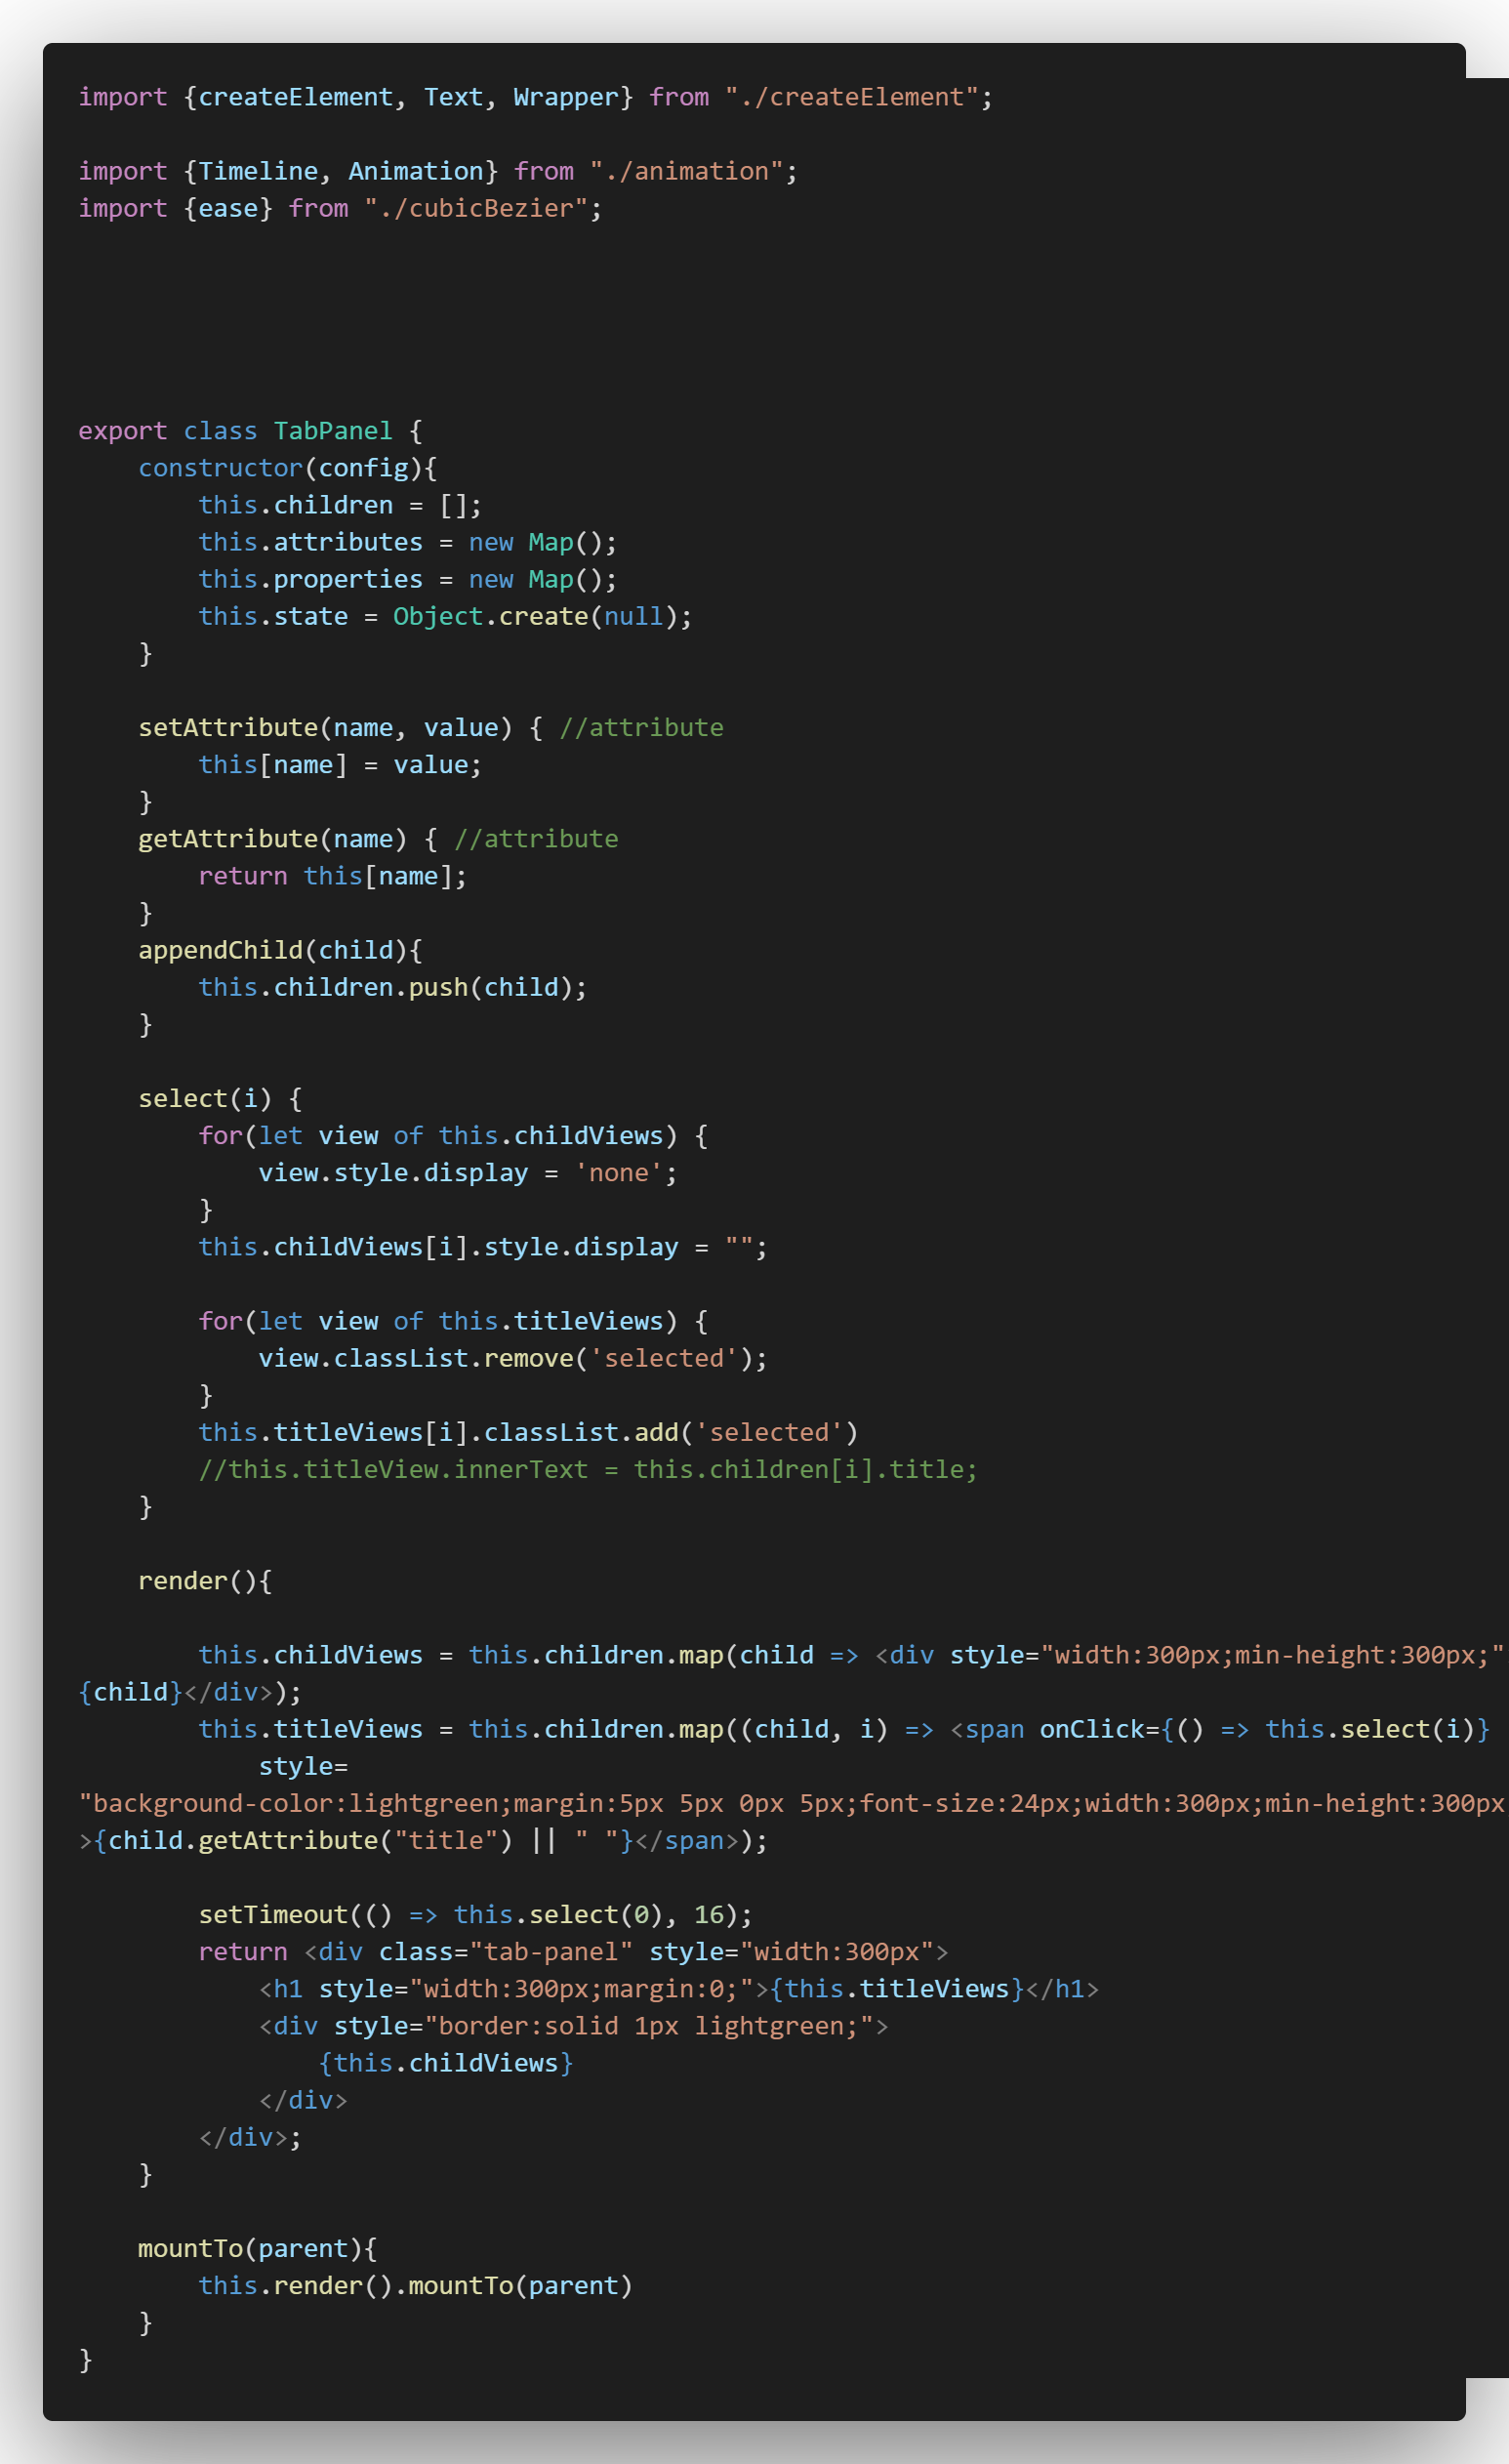 import {createElement, Text, Wrapper} from "./createElement";
import {Timeline, Animation} from "./animation";
import {ease} from "./cubicBezier";
export class TabPanel {
    constructor(config){
        this.children = [];
        this.attributes = new Map();
        this.properties = new Map();
        this.state = Object.create(null);
    }
    setAttribute(name, value) { //attribute
        this[name] = value;
    }
    getAttribute(name) { //attribute
        return this[name];
    }
    appendChild(child){
        this.children.push(child);
    }
    select(i) {
        for(let view of this.childViews) {
            view.style.display = 'none';
        }
        this.childViews[i].style.display = "";
        for(let view of this.titleViews) {
            view.classList.remove('selected');
        }
        this.titleViews[i].classList.add('selected')
        //this.titleView.innerText = this.children[i].title;
    }
    render(){
        this.childViews = this.children.map(child => <div style="width:300px;min-height:300px;"
{child}</div>);
        this.titleViews = this.children.map((child, i) => <span onClick={() => this.select(i)}
            style=
"background-color:lightgreen;margin:5px 5px 0px 5px;font-size:24px;width:300px;min-height:300px
>{child.getAttribute("title") || " "}</span>);
        setTimeout(() => this.select(0), 16);
        return <div class="tab-panel" style="width:300px">
            <h1 style="width:300px;margin:0;">{this.titleViews}</h1>
            <div style="border:solid 1px lightgreen;">
                {this.childViews}
            </div>
        </div>;
    }
    mountTo(parent){
        this.render().mountTo(parent)
    }
}